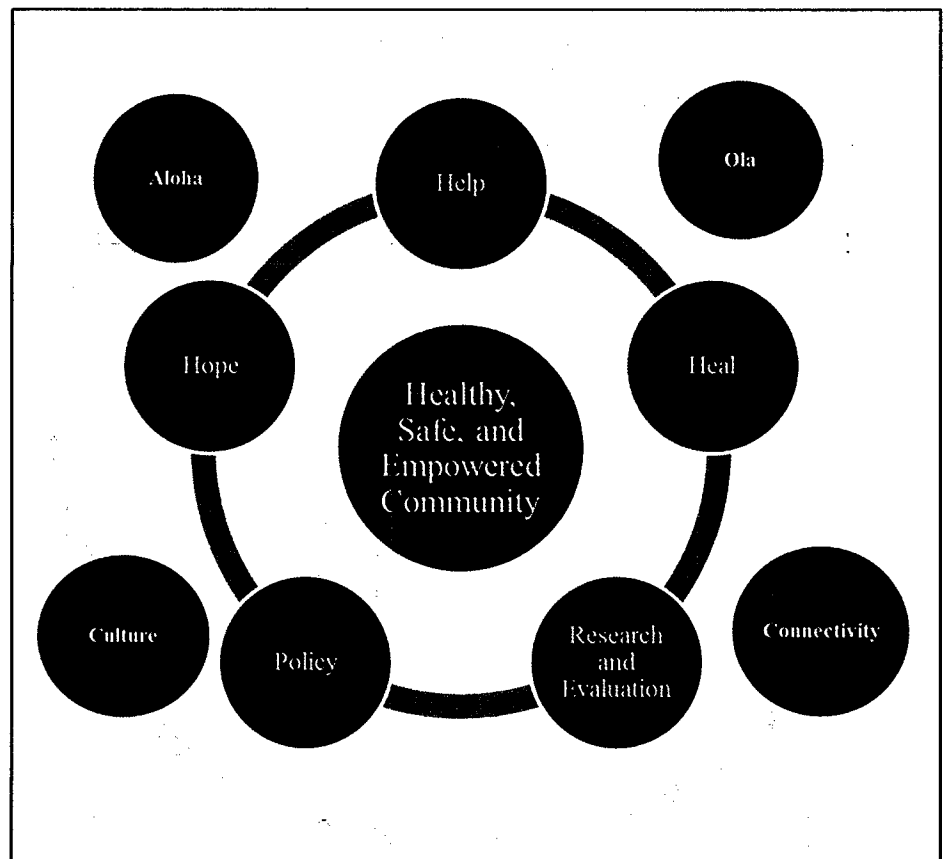 Aloha
Help
Ola
Hope
Heal
Healthy,
Safe, and
Empowered
Community
Culture
Policy
Research
and
Evaluation
Connectivity